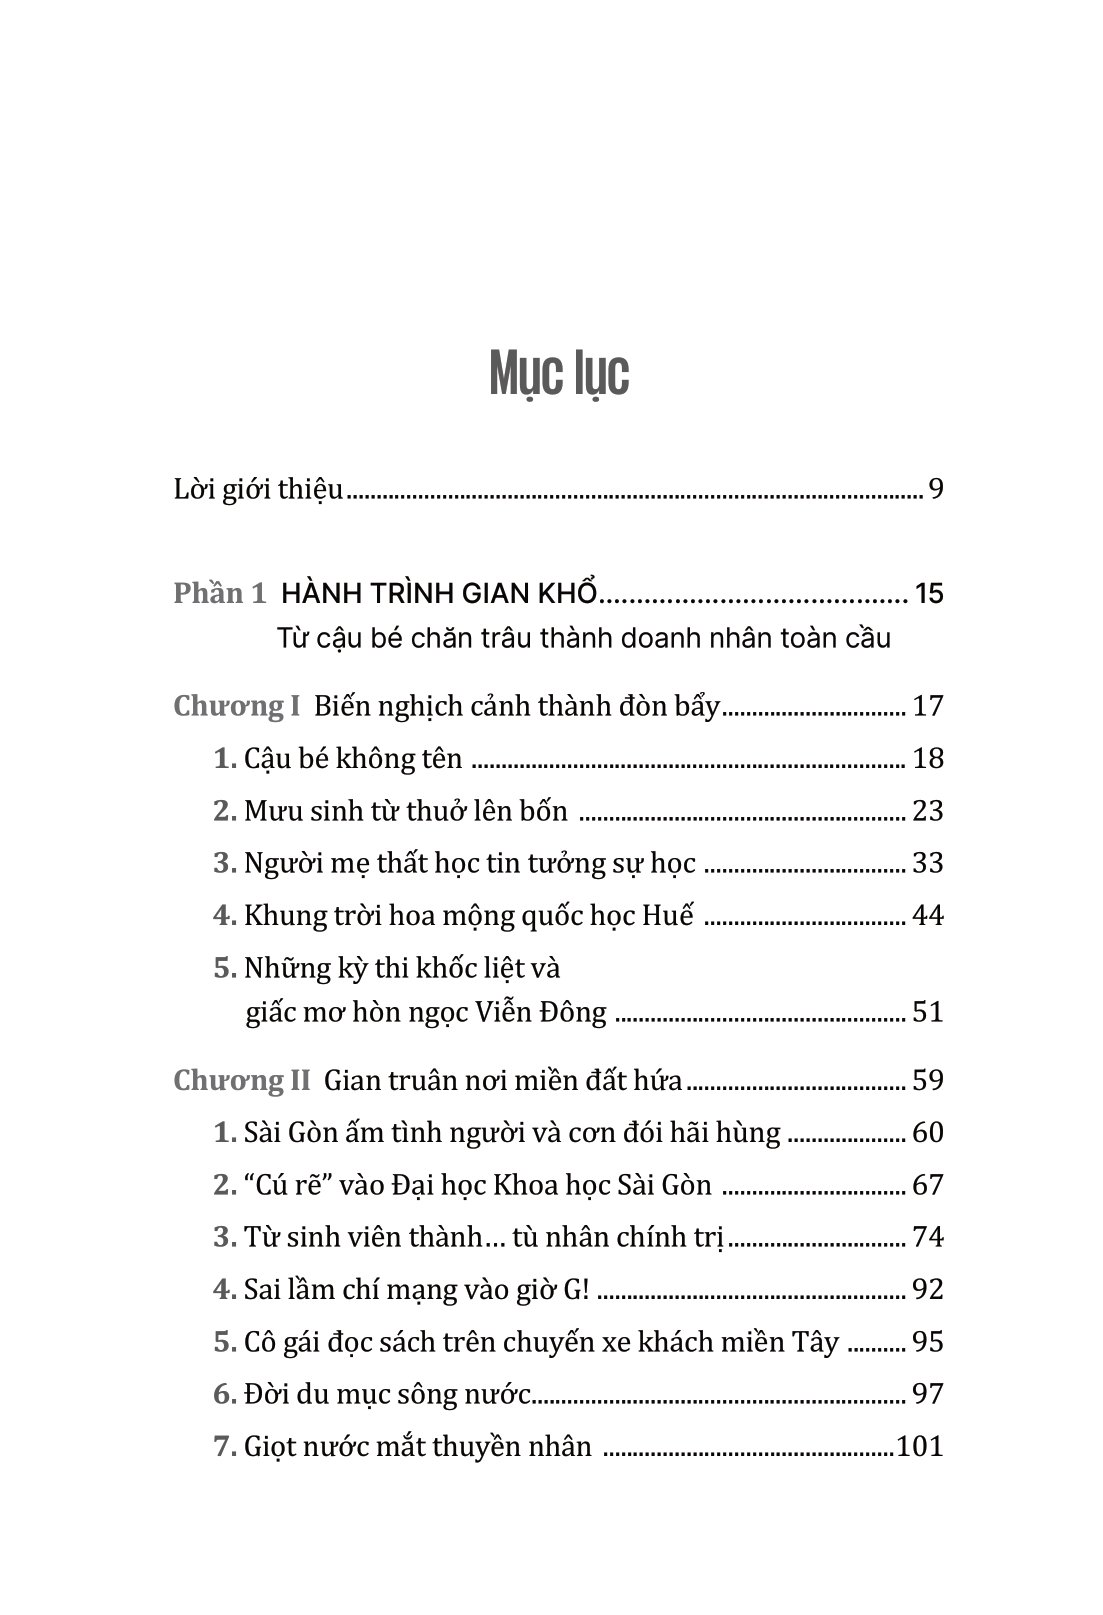 Mục lục
Lời giới thiệu.......................................................................... 9
Phần 1 HÀNH TRÌNH GIAN KHỔ....................................... 15
Từ cậu bé chăn trâu thành doanh nhân toàn cầu
Chương I Biến nghịch cảnh thành đòn bẩy............................... 17
1. Cậu bé không tên ......................................................... 18
2. Mưu sinh từ thuở lên bốn ............................................ 23
3. Người mẹ thất học tin tưởng sự học ............................ 33
4. Khung trời hoa mộng quốc học Huế ............................ 44
5. Những kỳ thi khốc liệt và
giấc mơ hòn ngọc Viễn Đông ........................................ 51
Chương II Gian truân nơi miền đất hứa..................................... 59
1. Sài Gòn ấm tình người và cơn đói hãi hùng .................... 60
2. “Cú rẽ” vào Đại học Khoa học Sài Gòn ......................... 67
3. Từ sinh viên thành… tù nhân chính trị.............................. 74
4. Sai lầm chí mạng vào giờ G! .......................................... 92
5. Cô gái đọc sách trên chuyến xe khách miền Tây .......... 95
6. Đời du mục sông nước.................................................. 97
7. Giọt nước mắt thuyền nhân .........................................101